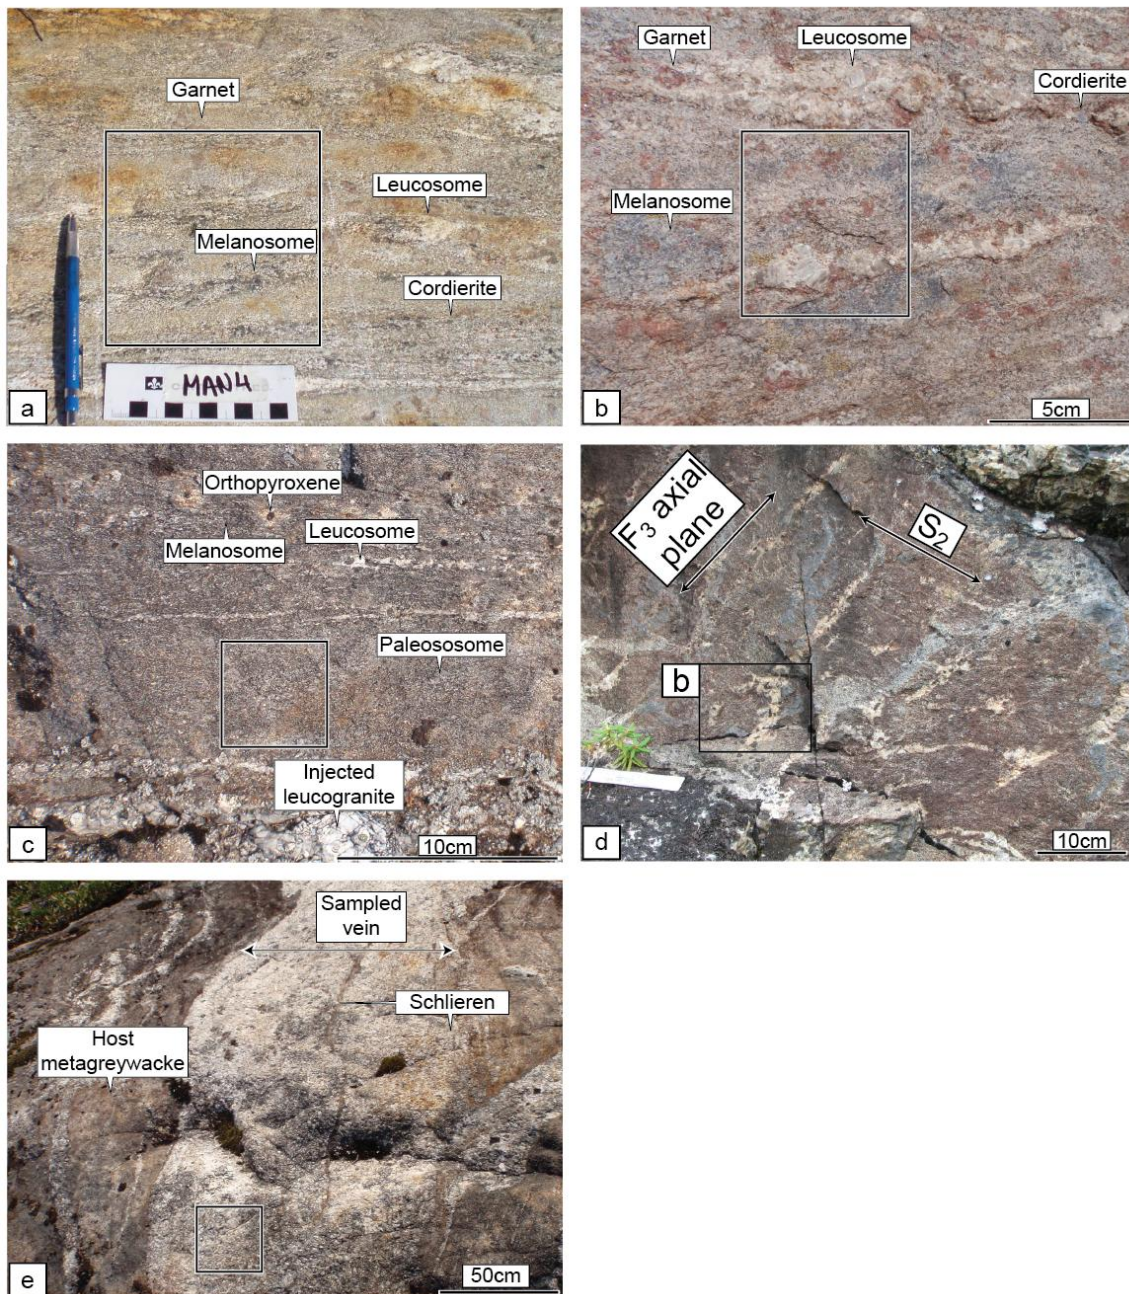 Garnet
Leucosome
Melanosome
Cordierite
MAN4
a
Garnet
Leucosome
Cordierite
Melanosome
b
5cm
Orthopyroxene
Leucosome
Melanosome
Paleososome
Injected
leucogranite
c
10cm
F3 axial
plane
S2
b
d
10cm
Sampled
vein
Schlieren
Host
metagreywacke
e
50cm